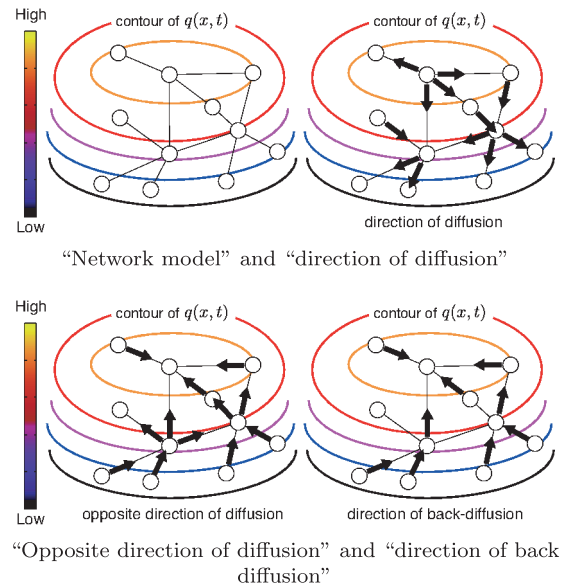 High
contour of q(x, t)
contour of q(x, t)
Low
direction of diffusion
“Network model” and “direction of diffusion”
High
contour of q(x, t)
contour of q(x, t)
Low
opposite direction of diffusion
direction of back-diffusion
“Opposite direction of diffusion” and “direction of back
diffusion”